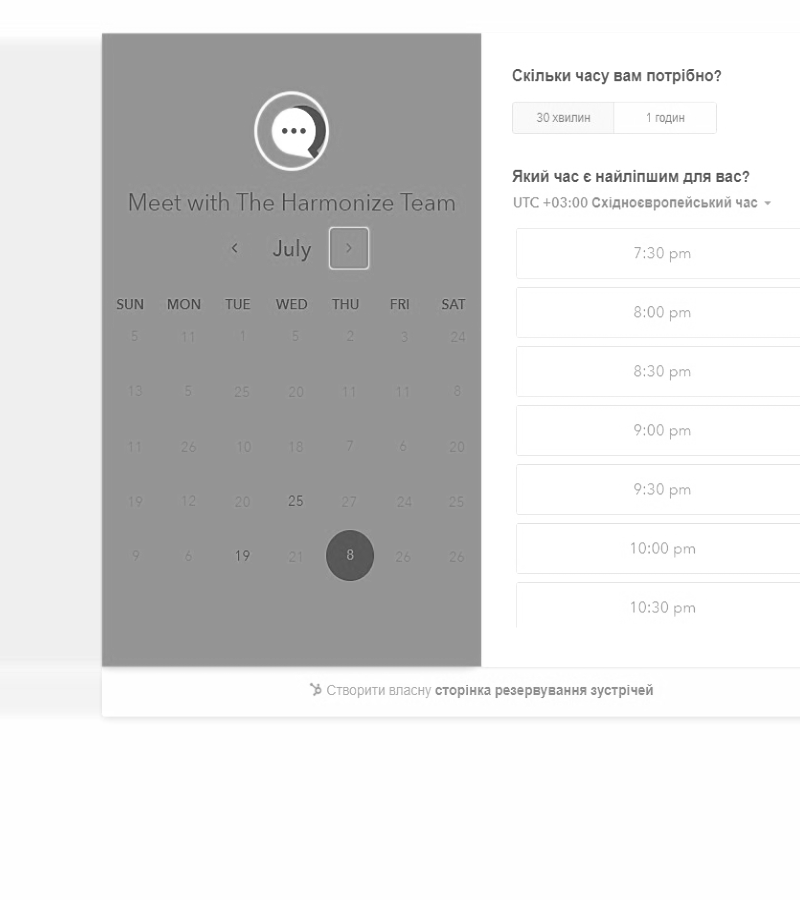 Meet with The Harmonize Team
July
SUN MON TUE WED THU FRI SAT
5 11 1 5 2 3 24
13 5 25 20 11 11 8
11 26 10 18 7 6 20
19 12 20 25 27 24 25
9 6 19 21 8 26 26
Скільки часу вам потрібно?
30 хвилин 1 годин
Який час є найліпшим для вас?
UTC +03:00 Східноєвропейський час
7:30 pm
8:00 pm
8:30 pm
9:00 pm
9:30 pm
10:00 pm
10:30 pm
Створити власну сторінка резервування зустрічей